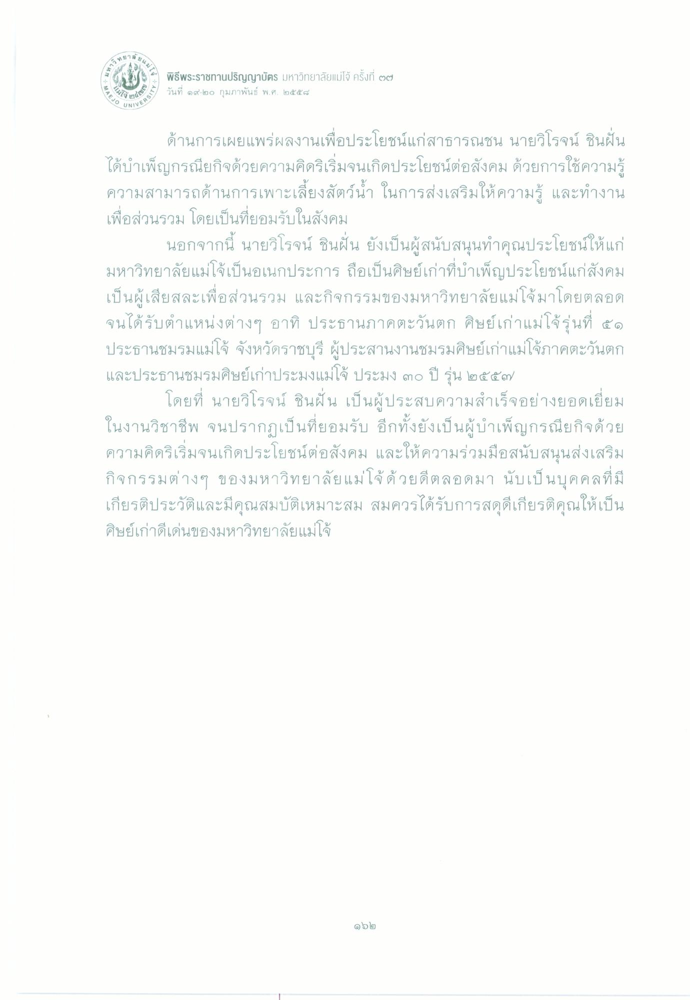 มหาวิทยาลัยแม่โจ้
แม่โจ้ ๒๔๗๗
MAEJO UNIVERSITY
พิธีพระราชทานปริญญาบัตร มหาวิทยาลัยแม่โจ้ ครั้งที่ ๓๗
วันที่ ๑๙-๒๐ กุมภาพันธ์ พ.ศ. ๒๕๕๘
ด้านการเผยแพร่ผลงานเพื่อประโยชน์แก่สาธารณชน นายวิโรจน์ ชินฝั่น
ได้บำเพ็ญกรณียกิจด้วยความคิดริเริ่มจนเกิดประโยชน์ต่อสังคม ด้วยการใช้ความรู้
ความสามารถด้านการเพาะเลี้ยงสัตว์น้ำ ในการส่งเสริมให้ความรู้ และทำงาน
เพื่อส่วนรวม โดยเป็นที่ยอมรับในสังคม
นอกจากนี้ นายวิโรจน์ ชินฝั่น ยังเป็นผู้สนับสนุนทำคุณประโยชน์ให้แก่
มหาวิทยาลัยแม่โจ้เป็นอเนกประการ ถือเป็นศิษย์เก่าที่บำเพ็ญประโยชน์แก่สังคม
เป็นผู้เสียสละเพื่อส่วนรวม และกิจกรรมของมหาวิทยาลัยแม่โจ้มาโดยตลอด
จนได้รับตำแหน่งต่างๆ อาทิ ประธานภาคตะวันตก ศิษย์เก่าแม่โจ้รุ่นที่ ๕๑
ประธานชมรมแม่โจ้ จังหวัดราชบุรี ผู้ประสานงานชมรมศิษย์เก่าแม่โจ้ภาคตะวันตก
และประธานชมรมศิษย์เก่าประมงแม่โจ้ ประมง ๓๐ ปี รุ่น ๒๕๕๗
โดยที่ นายวิโรจน์ ชินฝั่น เป็นผู้ประสบความสำเร็จอย่างยอดเยี่ยม
ในงานวิชาชีพ จนปรากฏเป็นที่ยอมรับ อีกทั้งยังเป็นผู้บำเพ็ญกรณียกิจด้วย
ความคิดริเริ่มจนเกิดประโยชน์ต่อสังคม และให้ความร่วมมือสนับสนุนส่งเสริม
กิจกรรมต่างๆ ของมหาวิทยาลัยแม่โจ้ด้วยดีตลอดมา นับเป็นบุคคลที่มี
เกียรติประวัติและมีคุณสมบัติเหมาะสม สมควรได้รับการสดุดีเกียรติคุณให้เป็น
ศิษย์เก่าดีเด่นของมหาวิทยาลัยแม่โจ้
๑๖๒